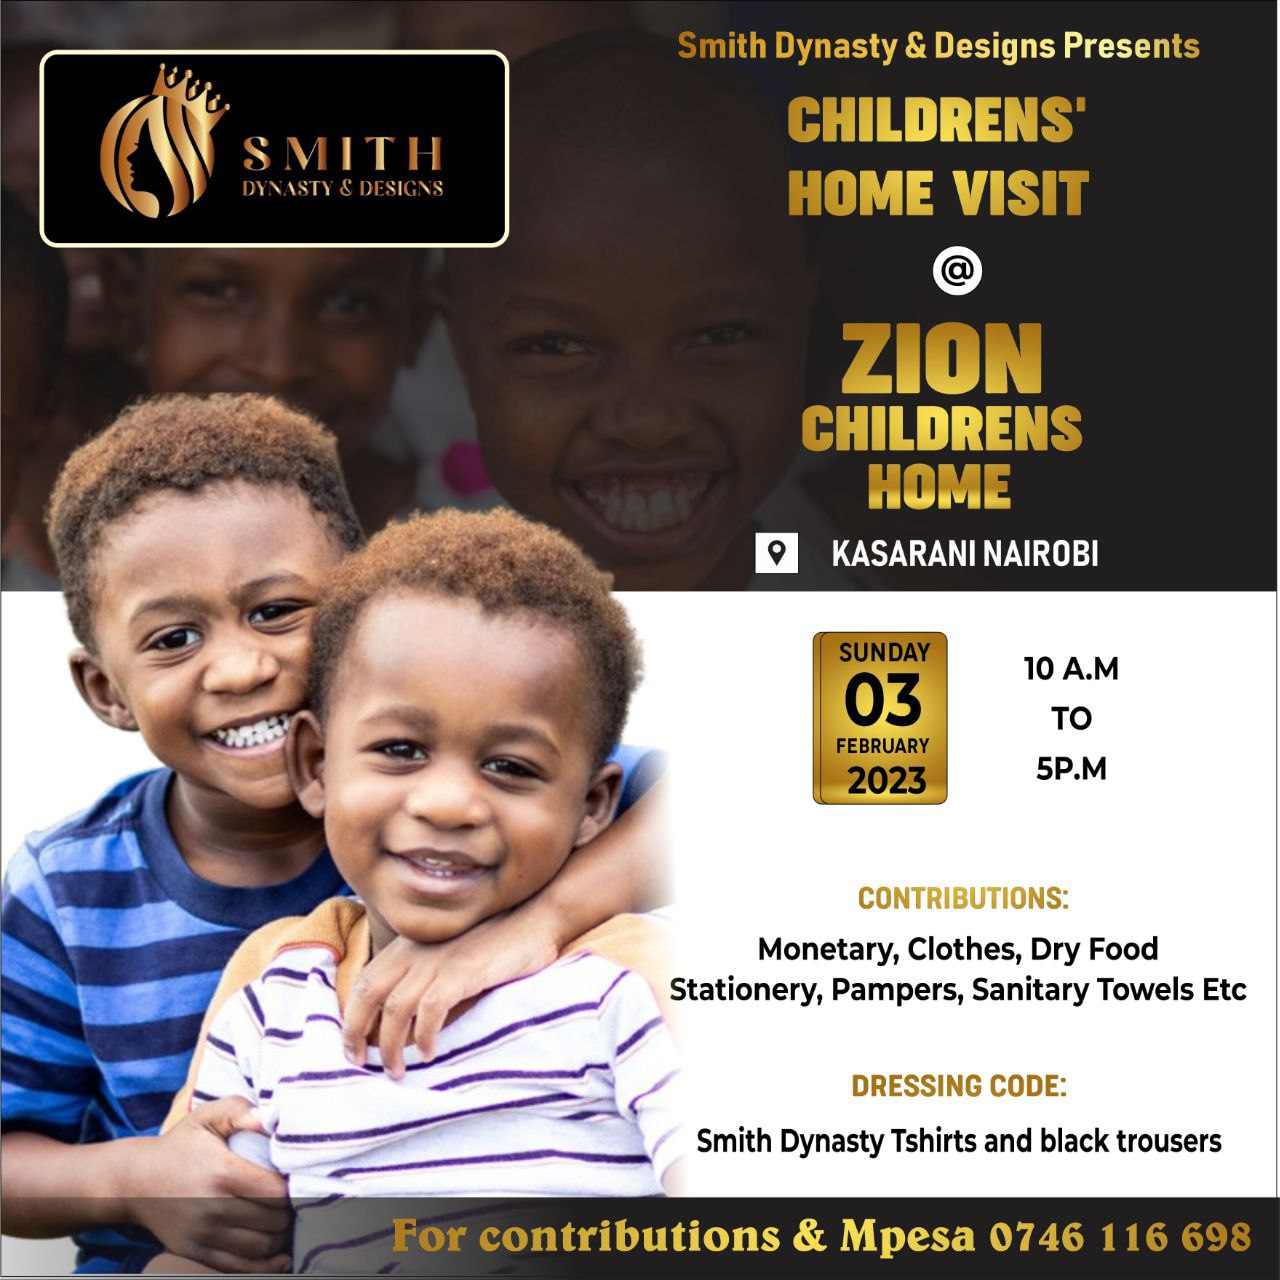 SMITH
DYNASTY & DESIGNS
Smith Dynasty & Designs Presents
CHILDRENS'
HOME VISIT
@
ZION
CHILDRENS
HOME
KASARANI NAIROBI
SUNDAY
03
FEBRUARY
2023
10 A.M
TO
5P.M
CONTRIBUTIONS:
Monetary, Clothes, Dry Food
Stationery, Pampers, Sanitary Towels Etc
DRESSING CODE:
Smith Dynasty Tshirts and black trousers
For contributions & Mpesa 0746 116 698